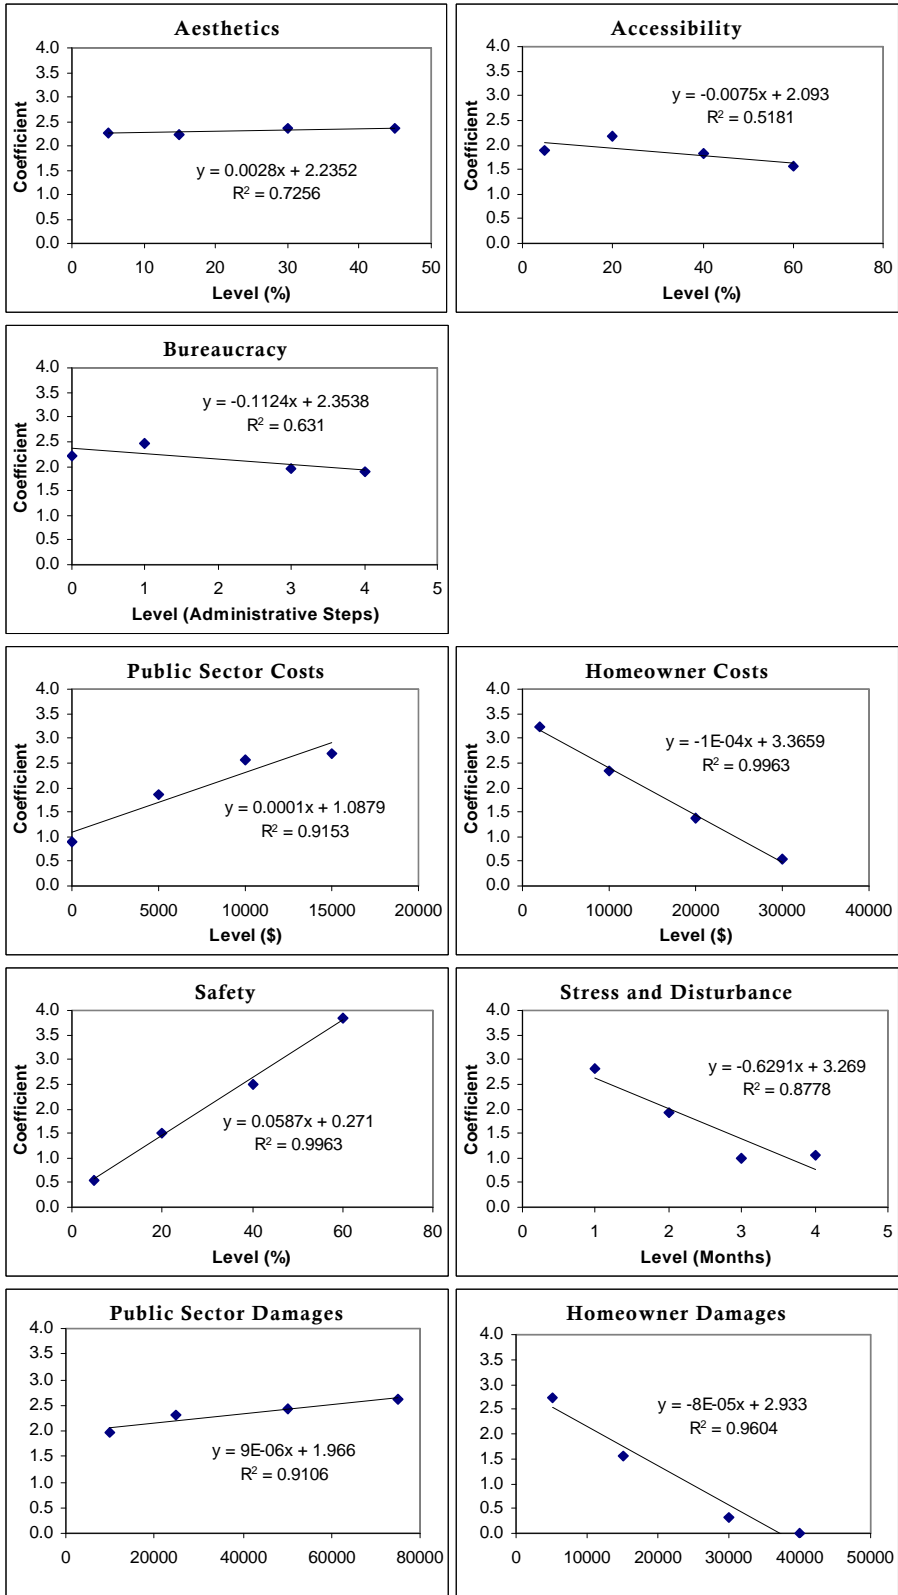 Aesthetics
4.0
3.5
3.0
2.5
2.0
1.5
1.0
0.5
0.0
Coefficient
y = 0.0028x + 2.2352
R² = 0.7256
0 10 20 30 40 50
Level (%)
Accessibility
4.0
3.5
3.0
2.5
2.0
1.5
1.0
0.5
0.0
Coefficient
y = -0.0075x + 2.093
R² = 0.5181
0 20 40 60 80
Level (%)
Bureaucracy
4.0
3.5
3.0
2.5
2.0
1.5
1.0
0.5
0.0
Coefficient
y = -0.1124x + 2.3538
R² = 0.631
0 1 2 3 4 5
Level (Administrative Steps)
Public Sector Costs
4.0
3.5
3.0
2.5
2.0
1.5
1.0
0.5
0.0
Coefficient
y = 0.0001x + 1.0879
R² = 0.9153
0 5000 10000 15000 20000
Level ($)
Homeowner Costs
4.0
3.5
3.0
2.5
2.0
1.5
1.0
0.5
0.0
Coefficient
y = -1E-04x + 3.3659
R² = 0.9963
0 10000 20000 30000 40000
Level ($)
Safety
4.0
3.5
3.0
2.5
2.0
1.5
1.0
0.5
0.0
Coefficient
y = 0.0587x + 0.271
R² = 0.9963
0 20 40 60 80
Level (%)
Stress and Disturbance
4.0
3.5
3.0
2.5
2.0
1.5
1.0
0.5
0.0
Coefficient
y = -0.6291x + 3.269
R² = 0.8778
0 1 2 3 4 5
Level (Months)
Public Sector Damages
4.0
3.5
3.0
2.5
2.0
1.5
1.0
0.5
0.0
y = 9E-06x + 1.966
R² = 0.9106
0 20000 40000 60000 80000
Homeowner Damages
4.0
3.5
3.0
2.5
2.0
1.5
1.0
0.5
0.0
y = -8E-05x + 2.933
R² = 0.9604
0 10000 20000 30000 40000 50000